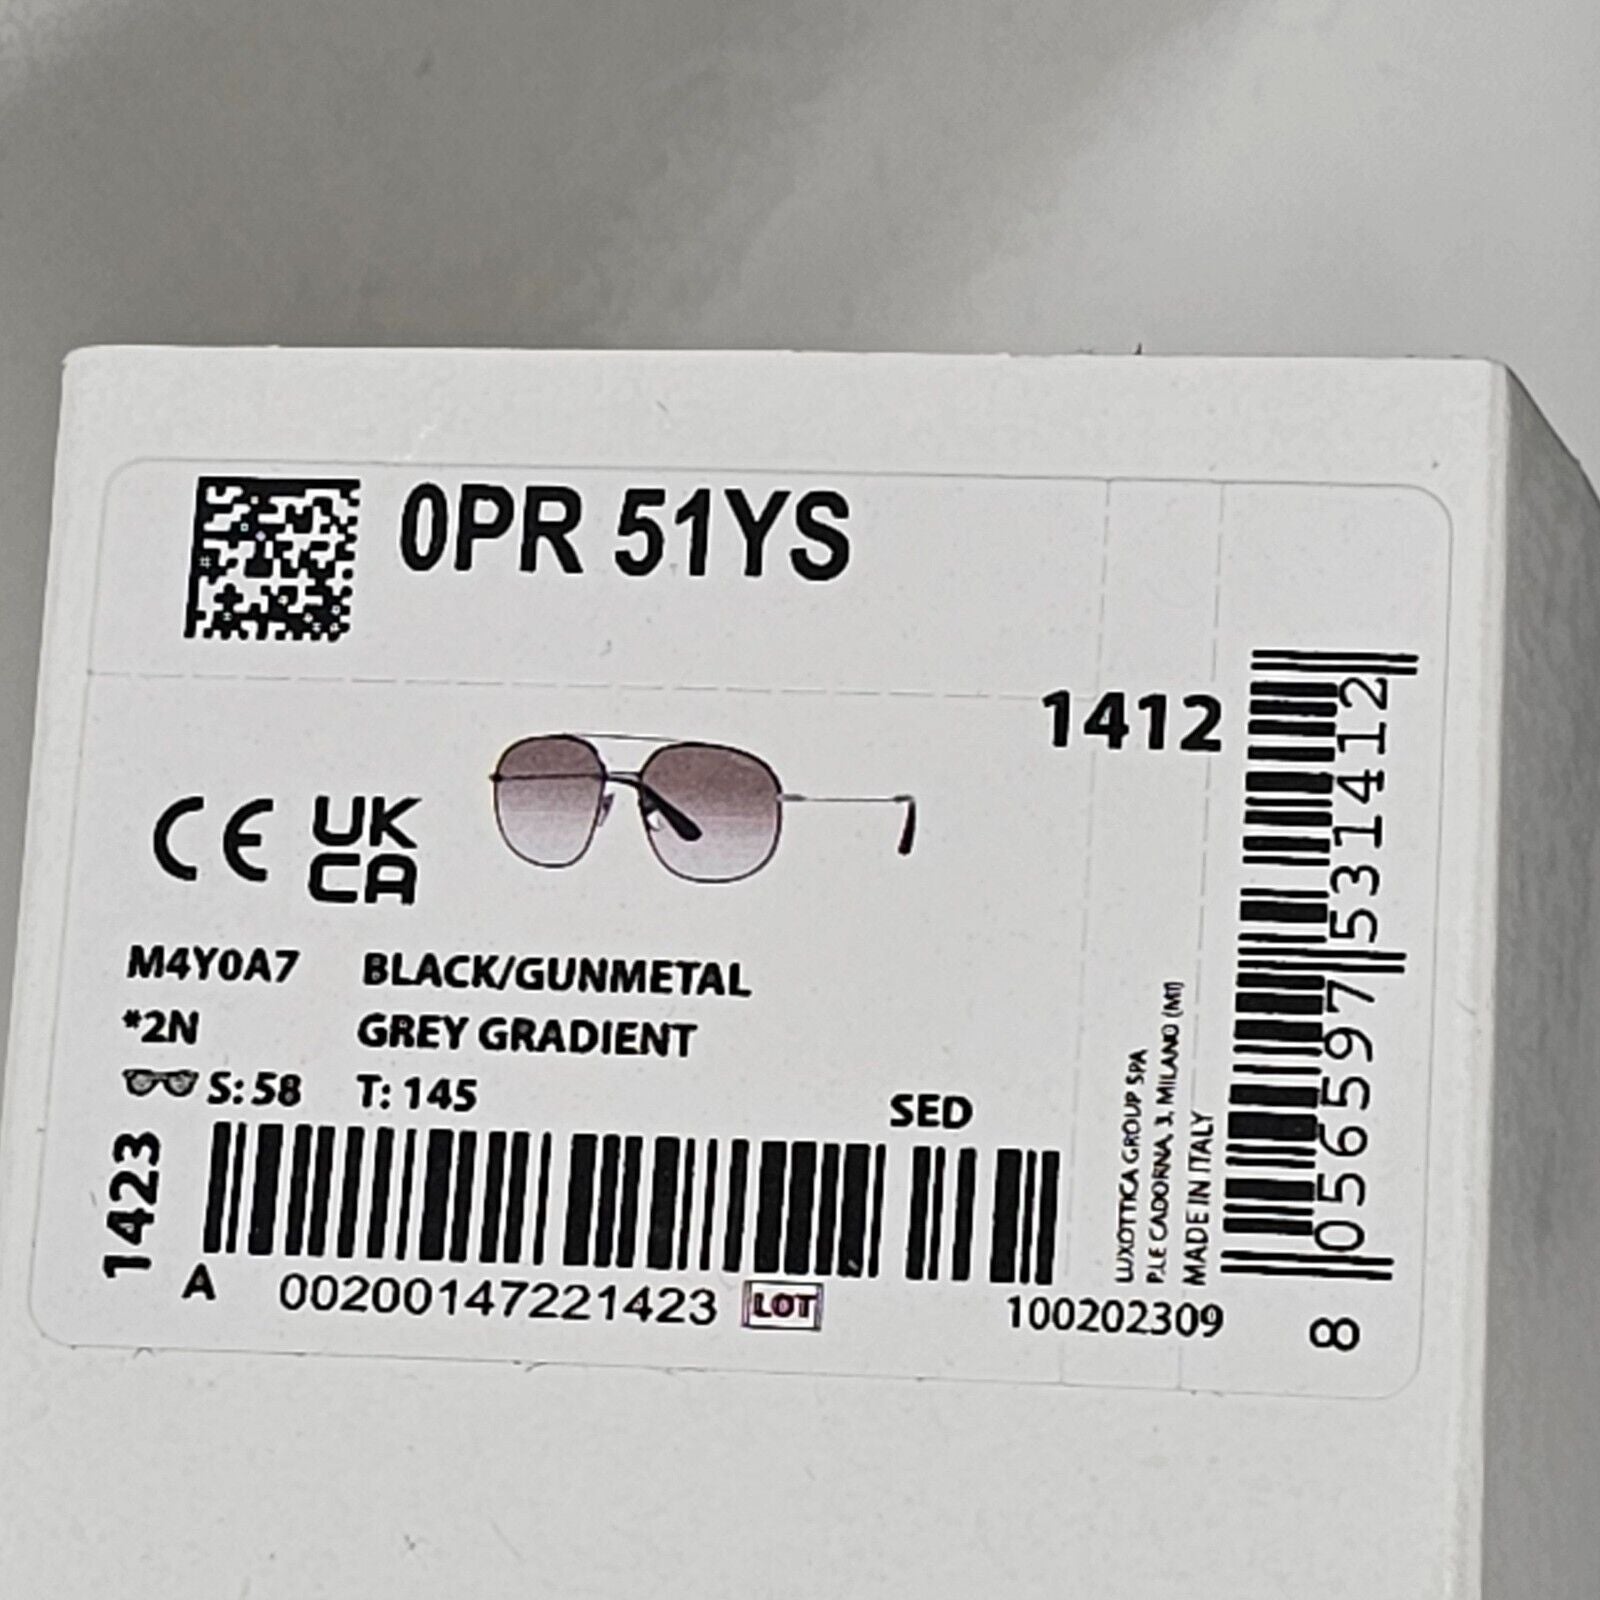 0PR 51YS
1412
CE UK
CA
M4Y0A7 BLACK/GUNMETAL
*2N GREY GRADIENT
S: 58 T: 145
SED
1423
A 00200147221423 LOT
100202309
LUXOTTICA GROUP SPA
P.LE CADORNA, 3, MILANO (MI)
MADE IN ITALY
8 056597 531412